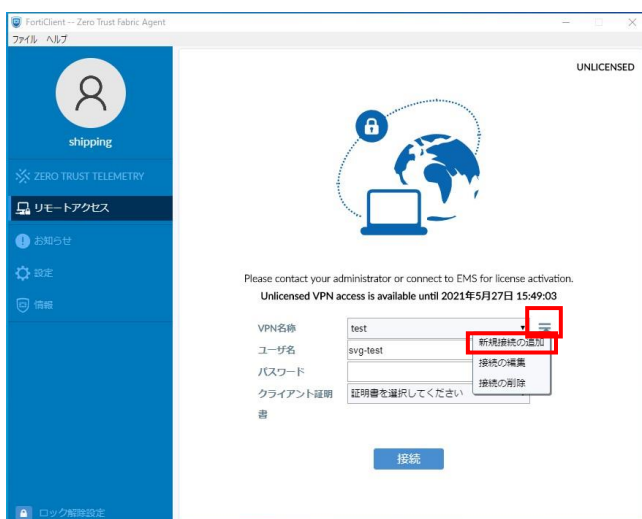 FortiClient -- Zero Trust Fabric Agent
ファイル ヘルプ
UNLICENSED
shipping
ZERO TRUST TELEMETRY
リモートアクセス
お知らせ
設定
情報
Please contact your administrator or connect to EMS for license activation.
Unlicensed VPN access is available until 2021年5月27日 15:49:03
VPN名称 test
新規接続の追加
ユーザ名 svg-test
接続の編集
パスワード
接続の削除
クライアント証明 証明書を選択してください
書
接続
ロック解除設定